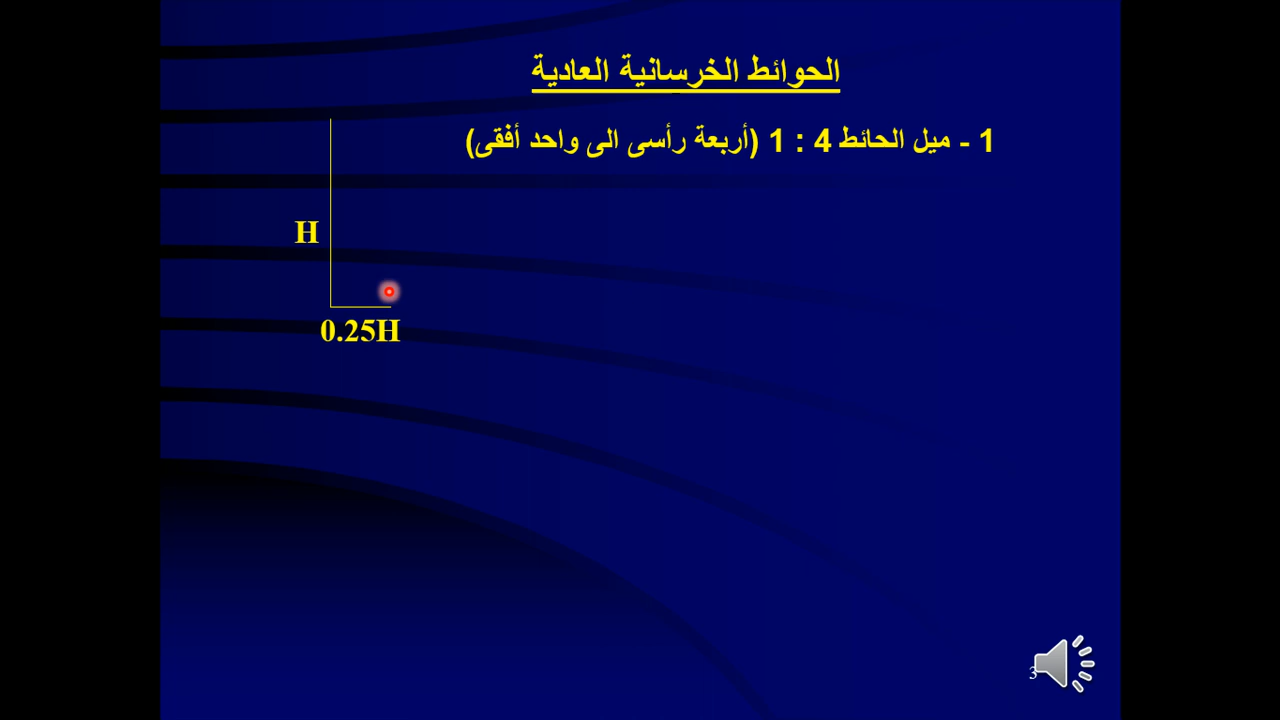 الحوائط الخرسانية العادية
1 - ميل الحائط 4 : 1 (أربعة رأسى الى واحد أفقى)
H
0.25H
3